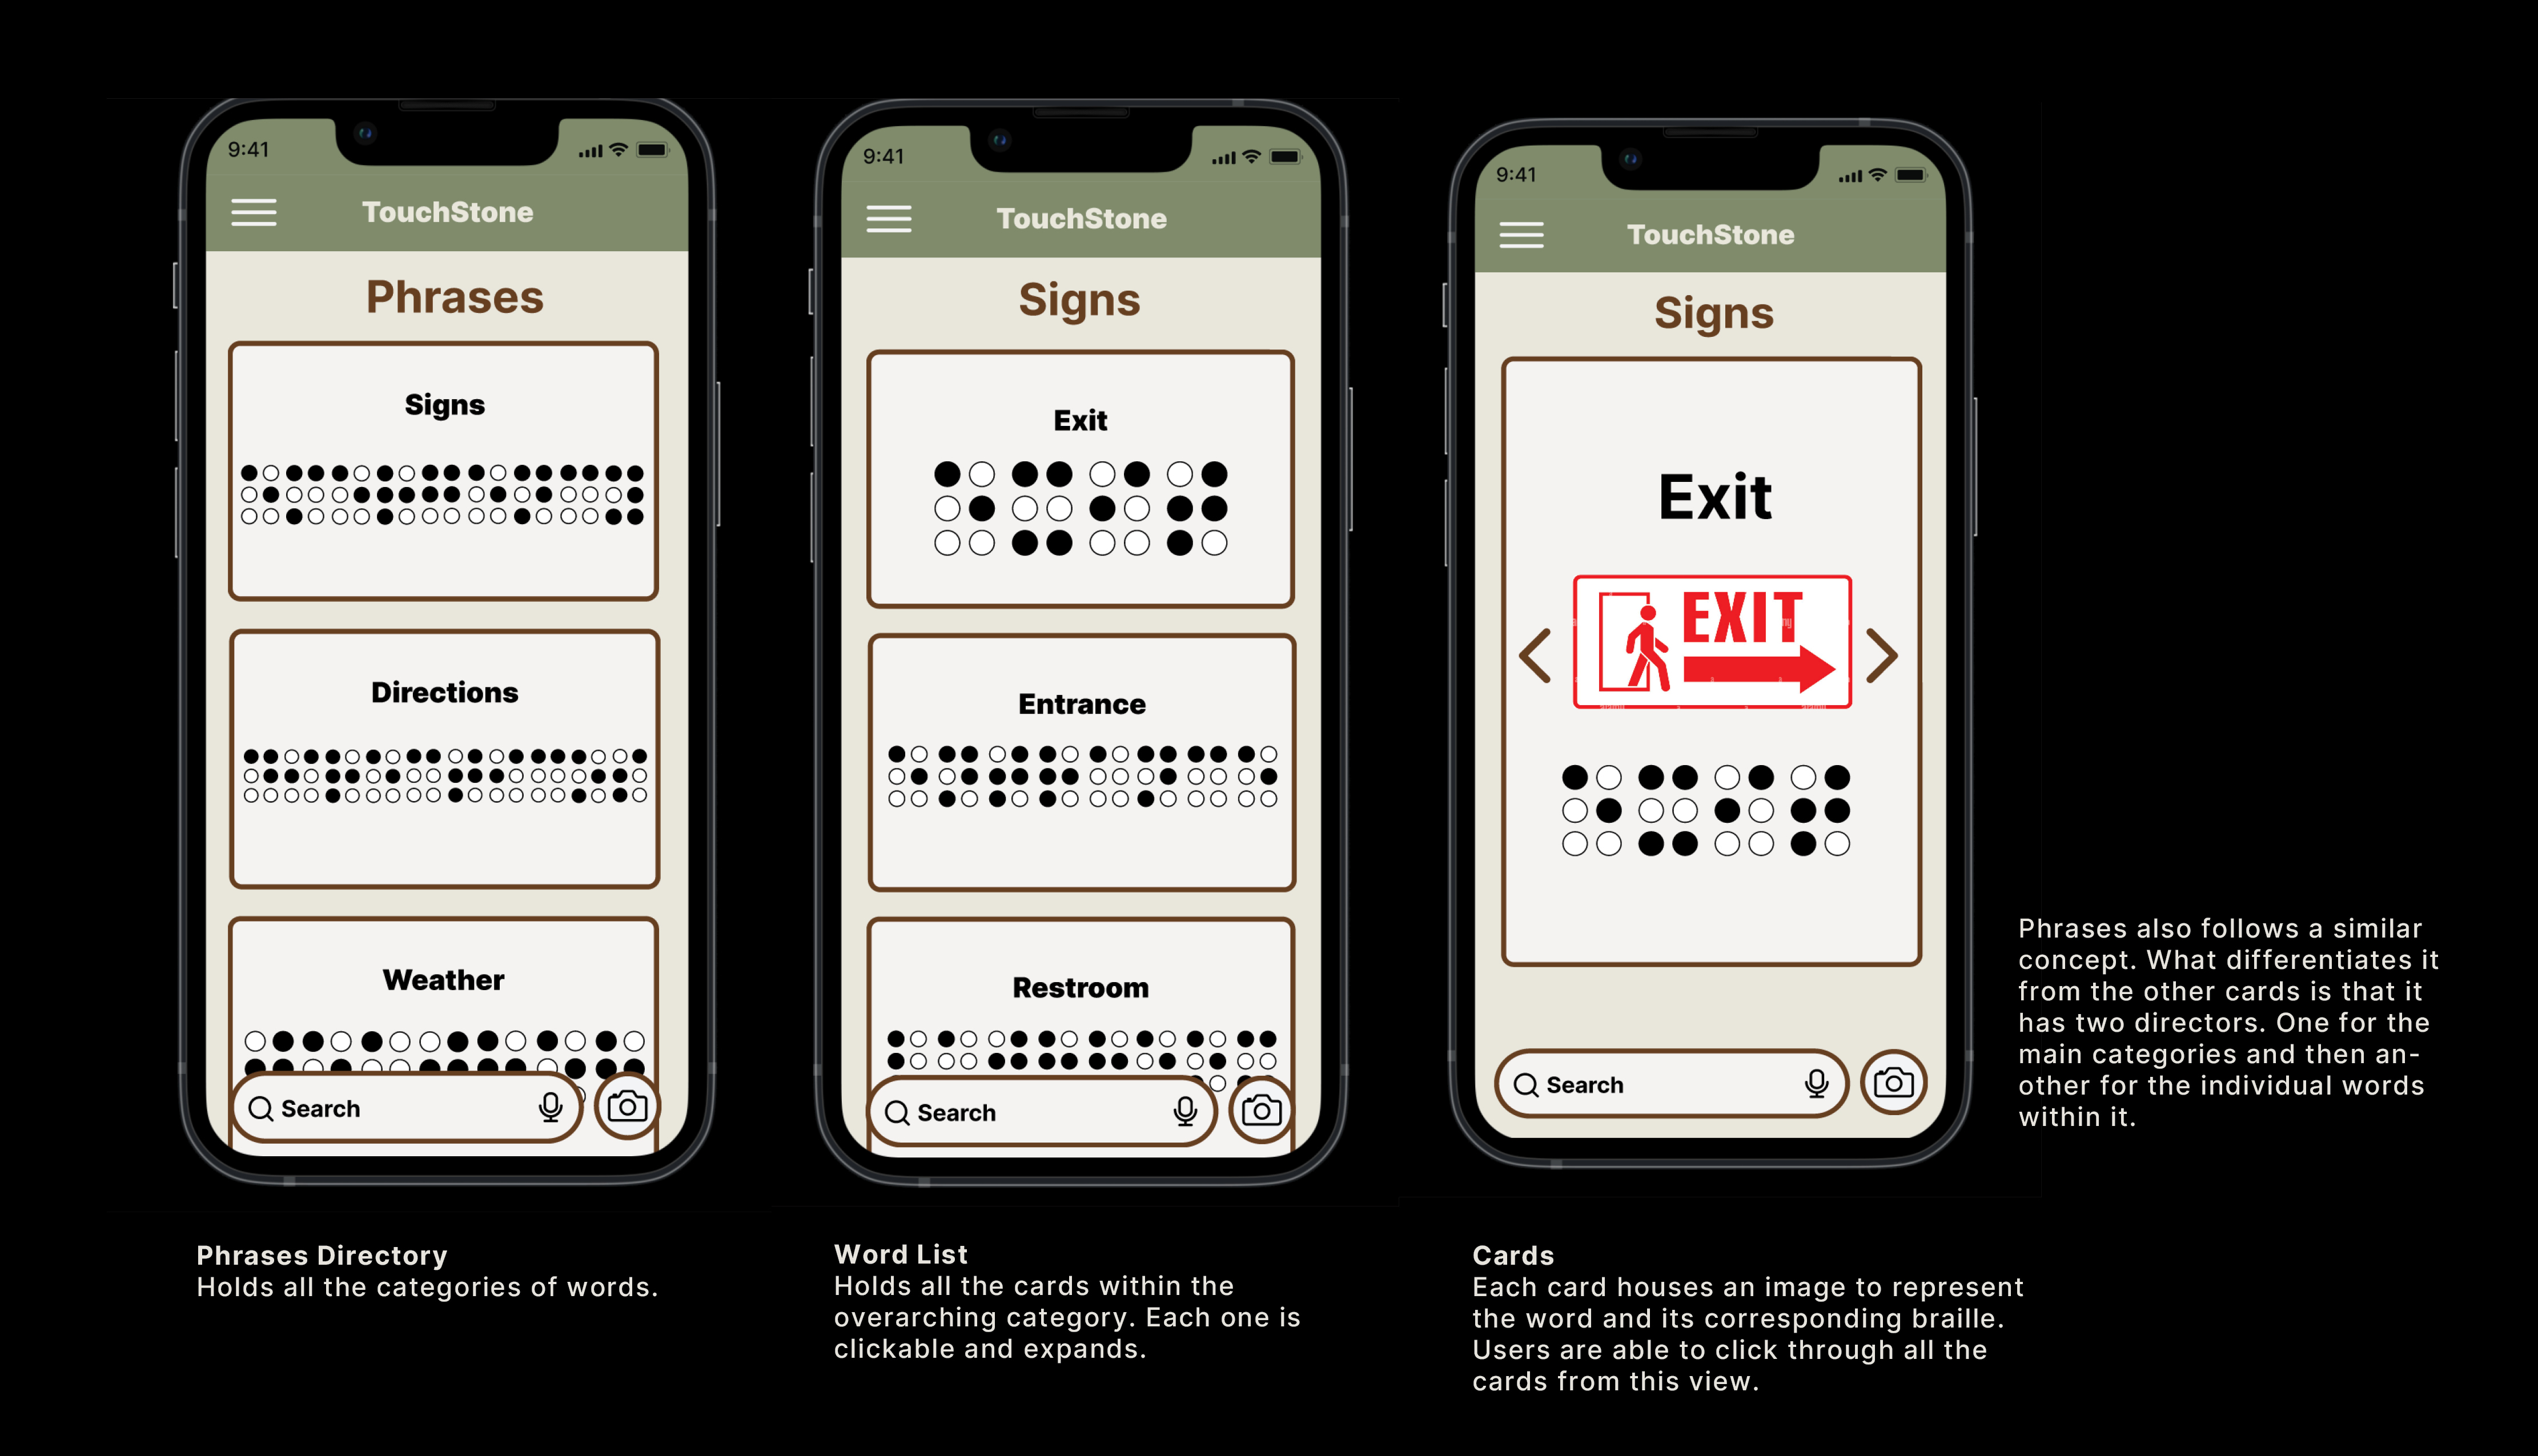 9:41
TouchStone
Phrases
Signs
Directions
Weather
Search
Phrases Directory
Holds all the categories of words.
9:41
TouchStone
Signs
Exit
Entrance
Restroom
Search
Word List
Holds all the cards within the
overarching category. Each one is
clickable and expands.
9:41
TouchStone
Signs
Exit
EXIT
Search
Cards
Each card houses an image to represent
the word and its corresponding braille.
Users are able to click through all the
cards from this view.
Phrases also follows a similar
concept. What differentiates it
from the other cards is that it
has two directors. One for the
main categories and then an-
other for the individual words
within it.